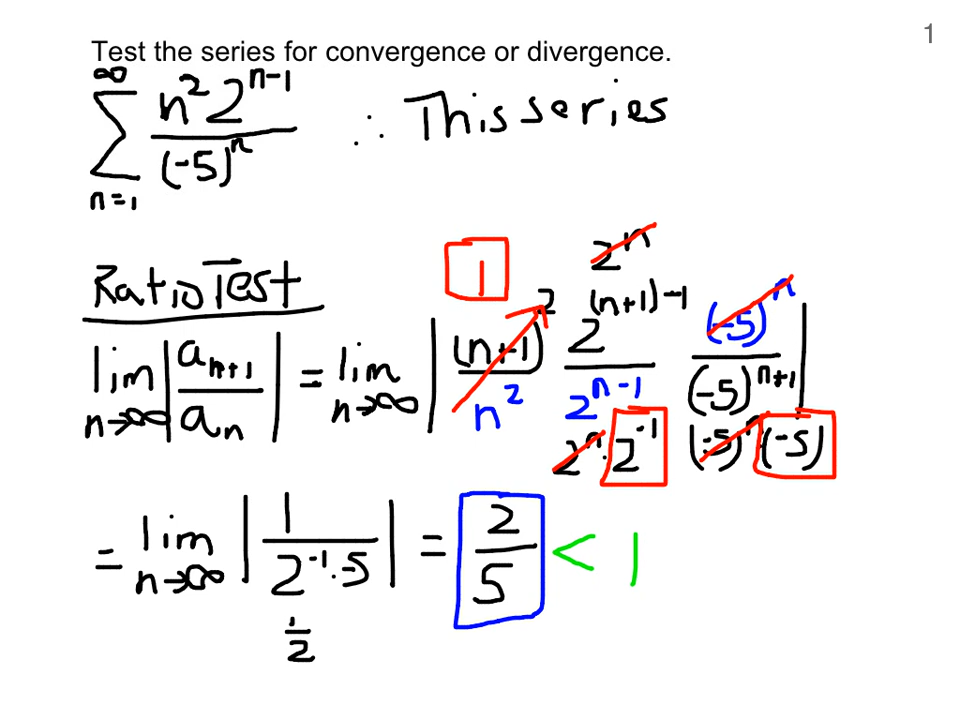 1
Test the series for convergence or divergence.
∞
∑ n² 2ⁿ⁻¹ / (-5)ⁿ ∴ This series
n=1
Ratio Test
1
2ⁿ
lim n→∞ | aₙ₊₁ / aₙ | = lim n→∞ | (n+1)² / n² 2⁽ⁿ⁺¹⁾⁻¹ / 2ⁿ⁻¹ (-5)ⁿ / (-5)ⁿ⁺¹ |
2ⁿ · 2⁻¹ (-5)ⁿ (-5)
= lim n→∞ | 1 / 2⁻¹ · -5 | = 2/5 < 1
1/2